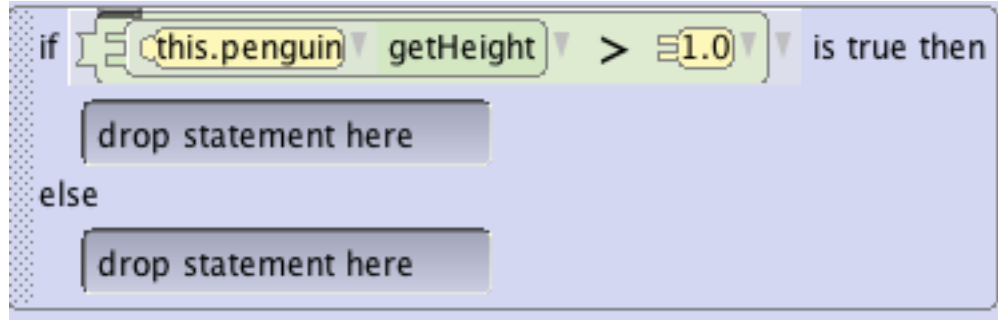 if this.penguin getHeight > 1.0 is true then
drop statement here
else
drop statement here